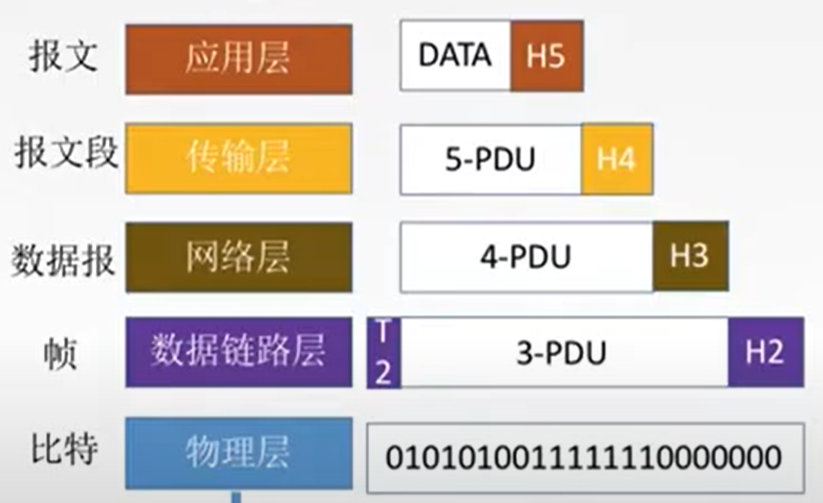 报文 应用层 DATA H5
报文段 传输层 5-PDU H4
数据报 网络层 4-PDU H3
帧 数据链路层 T2 3-PDU H2
比特 物理层 0101010011111110000000